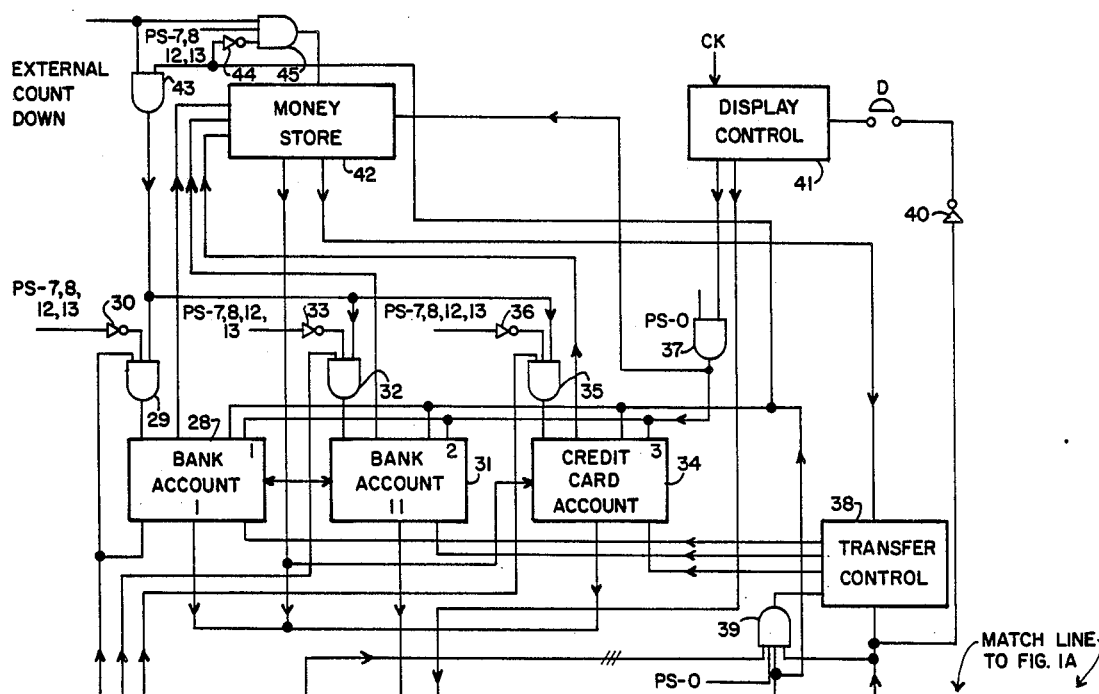 PS-7,8
12,13
44
45
43
EXTERNAL
COUNT
DOWN
MONEY
STORE
42
CK
DISPLAY
CONTROL
41
D
40
PS-7,8,
12,13
30
PS-7,8,12,
13
33
PS-7,8,12,13
36
PS-0
37
29
32
35
28
BANK
ACCOUNT
I
1
BANK
ACCOUNT
II
2
31
CREDIT
CARD
ACCOUNT
3
34
38
TRANSFER
CONTROL
39
PS-0
MATCH LINE
TO FIG. 1A